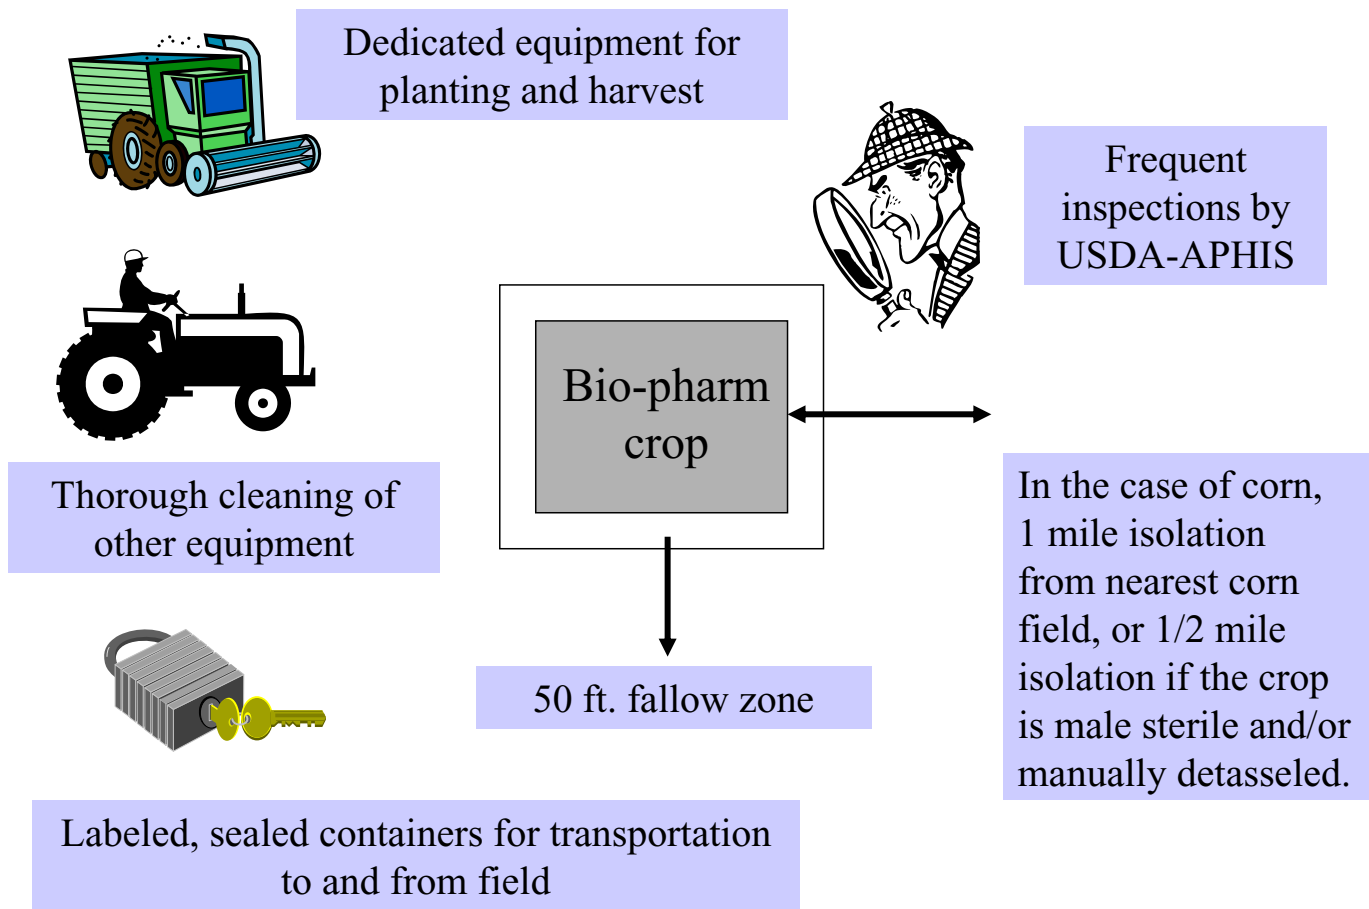 Dedicated equipment for
planting and harvest
Frequent
inspections by
USDA-APHIS
Bio-pharm
crop
Thorough cleaning of
other equipment
In the case of corn,
1 mile isolation
from nearest corn
field, or 1/2 mile
isolation if the crop
is male sterile and/or
manually detasseled.
50 ft. fallow zone
Labeled, sealed containers for transportation
to and from field